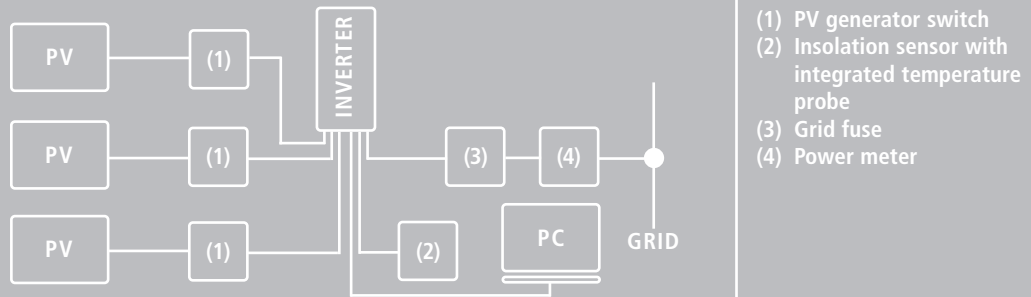 PV
(1)
INVERTER
PV
(1)
(3)
(4)
PV
(1)
(2)
PC
GRID
(1) PV generator switch
(2) Insolation sensor with
integrated temperature
probe
(3) Grid fuse
(4) Power meter